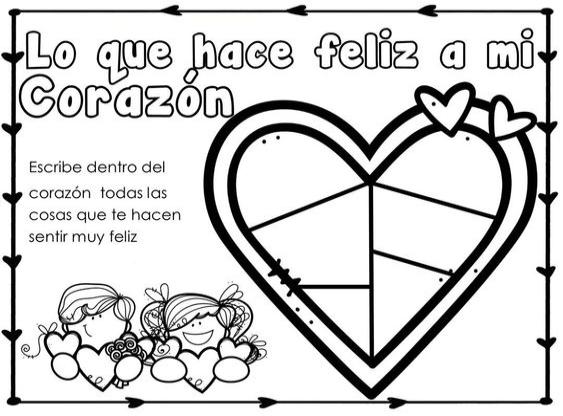 Lo que hace feliz a mi
Corazón
Escribe dentro del
corazón todas las
cosas que te hacen
sentir muy feliz